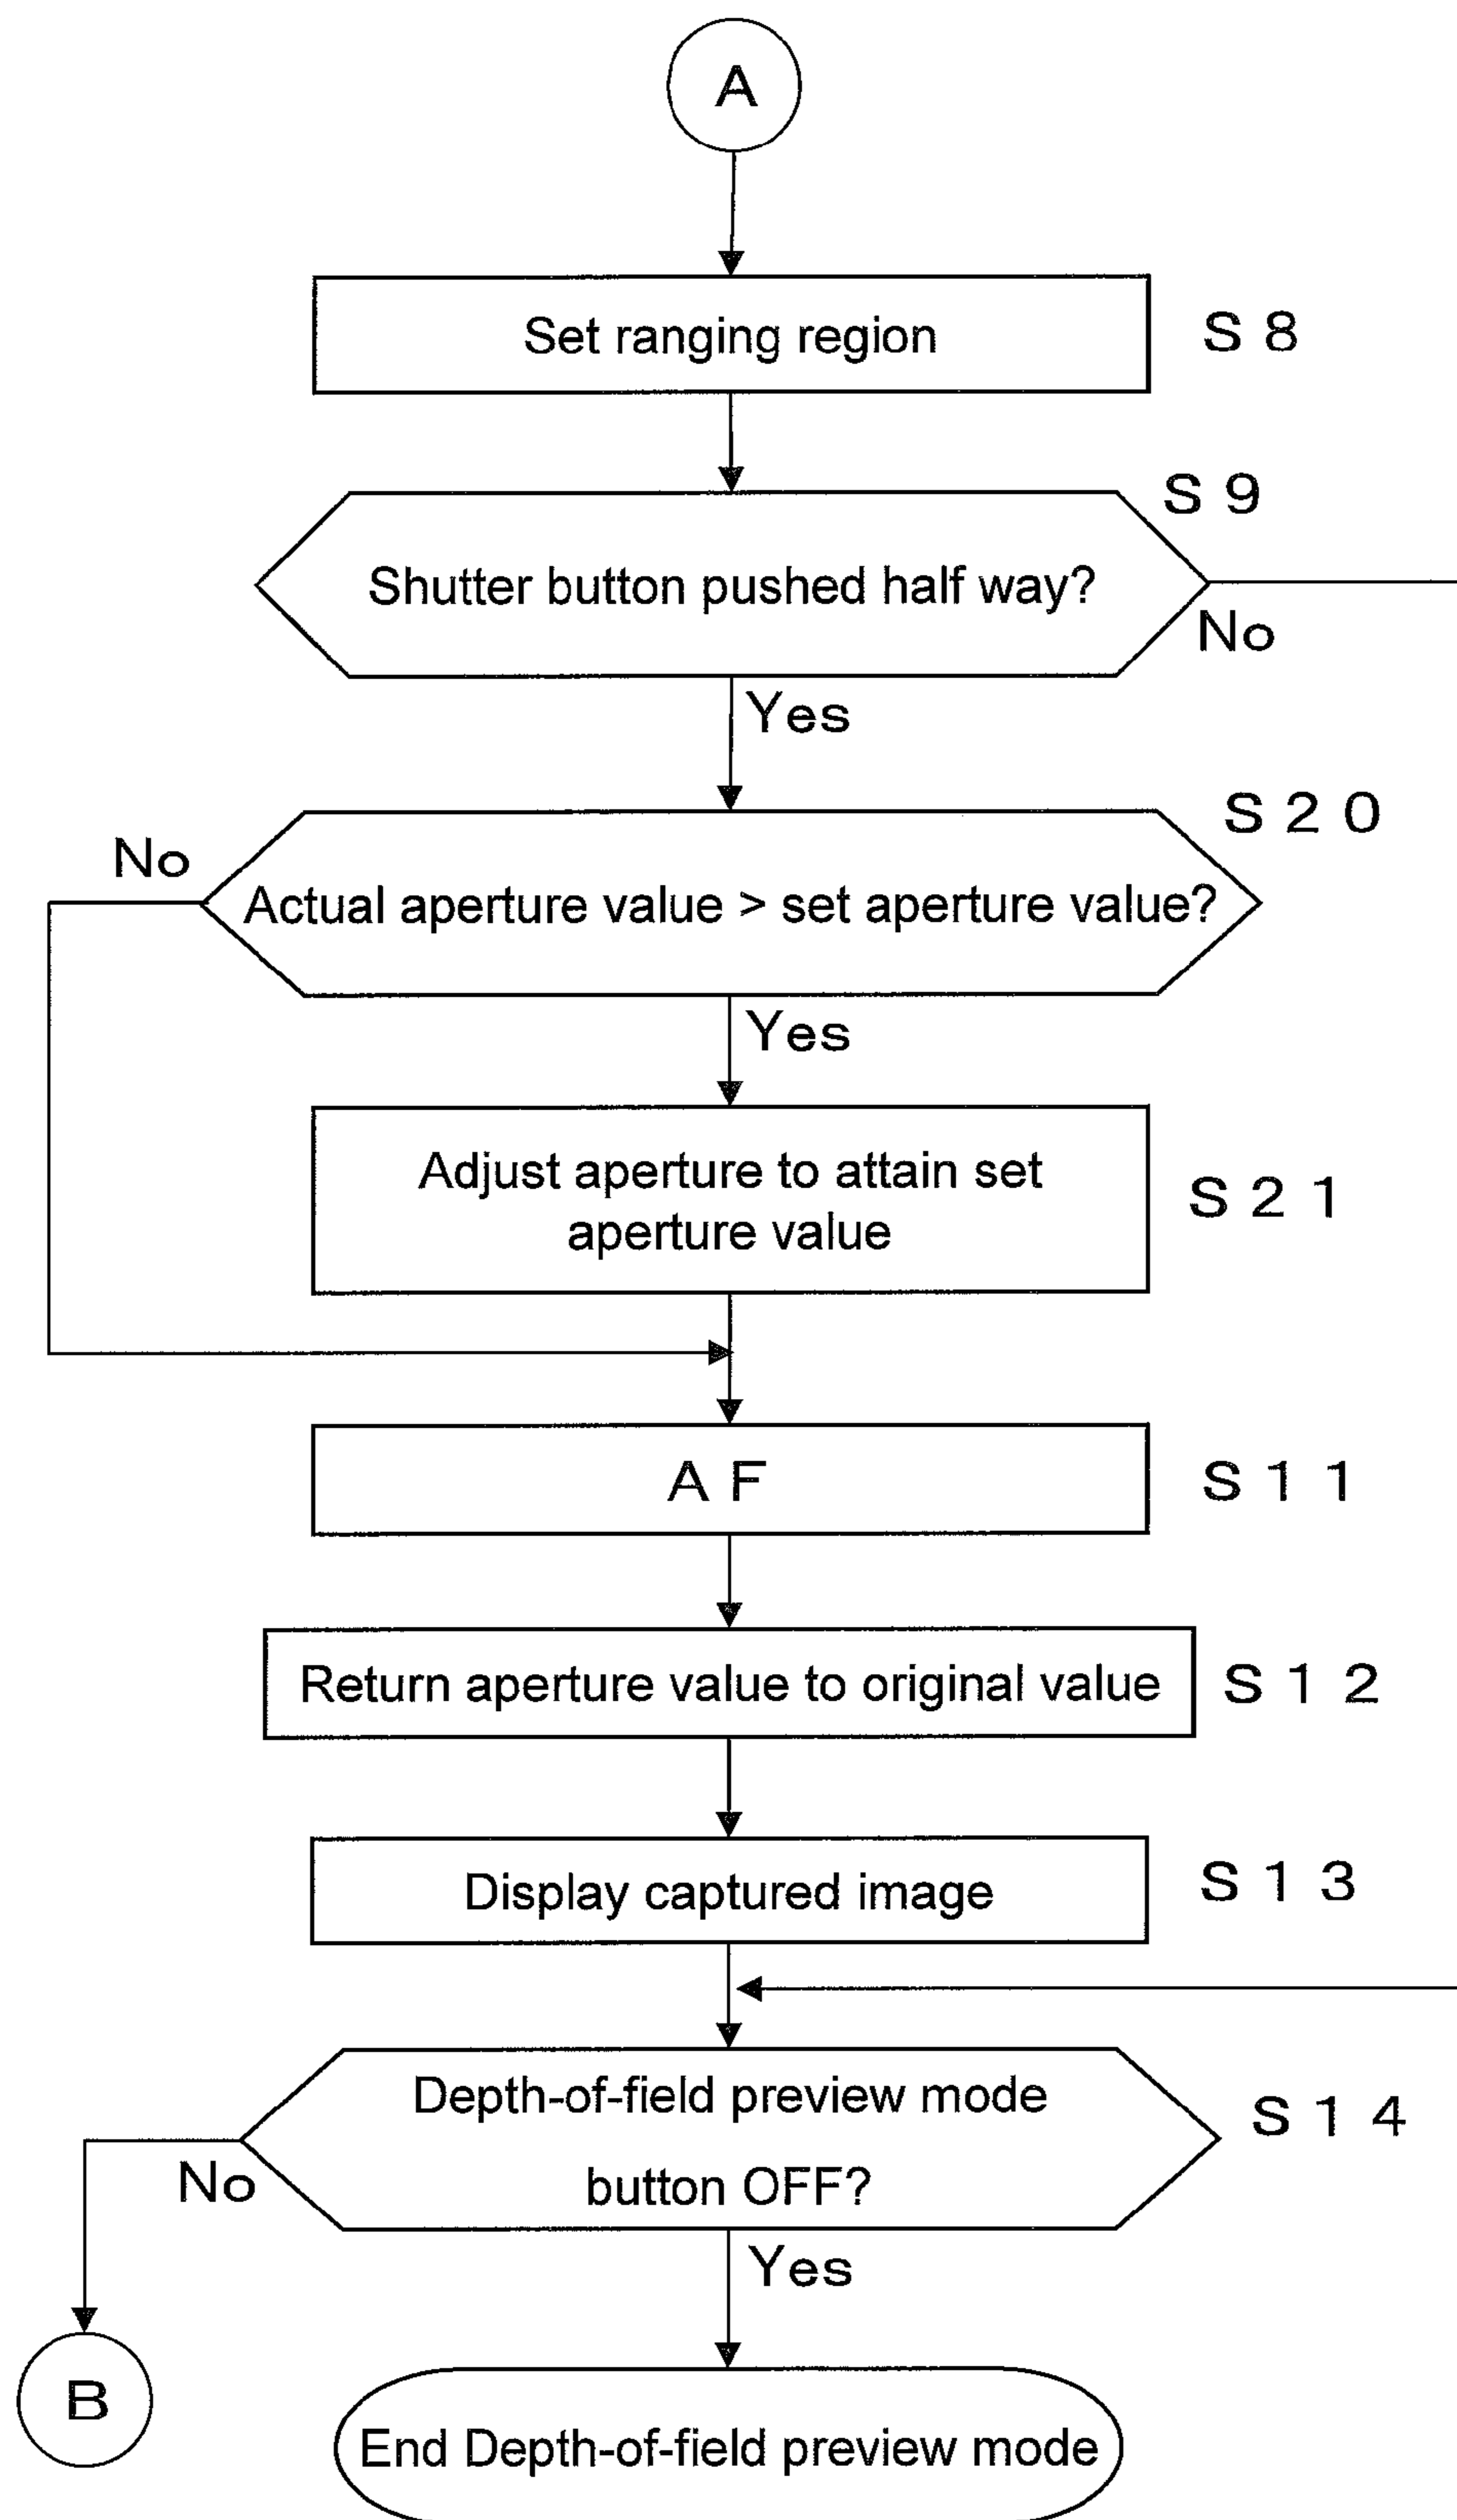 A
Set ranging region
S 8
S 9
Shutter button pushed half way?
No
Yes
S 2 0
No
Actual aperture value > set aperture value?
Yes
Adjust aperture to attain set
aperture value
S 2 1
A F
S 1 1
Return aperture value to original value
S 1 2
Display captured image
S 1 3
Depth-of-field preview mode
button OFF?
S 1 4
No
Yes
B
End Depth-of-field preview mode